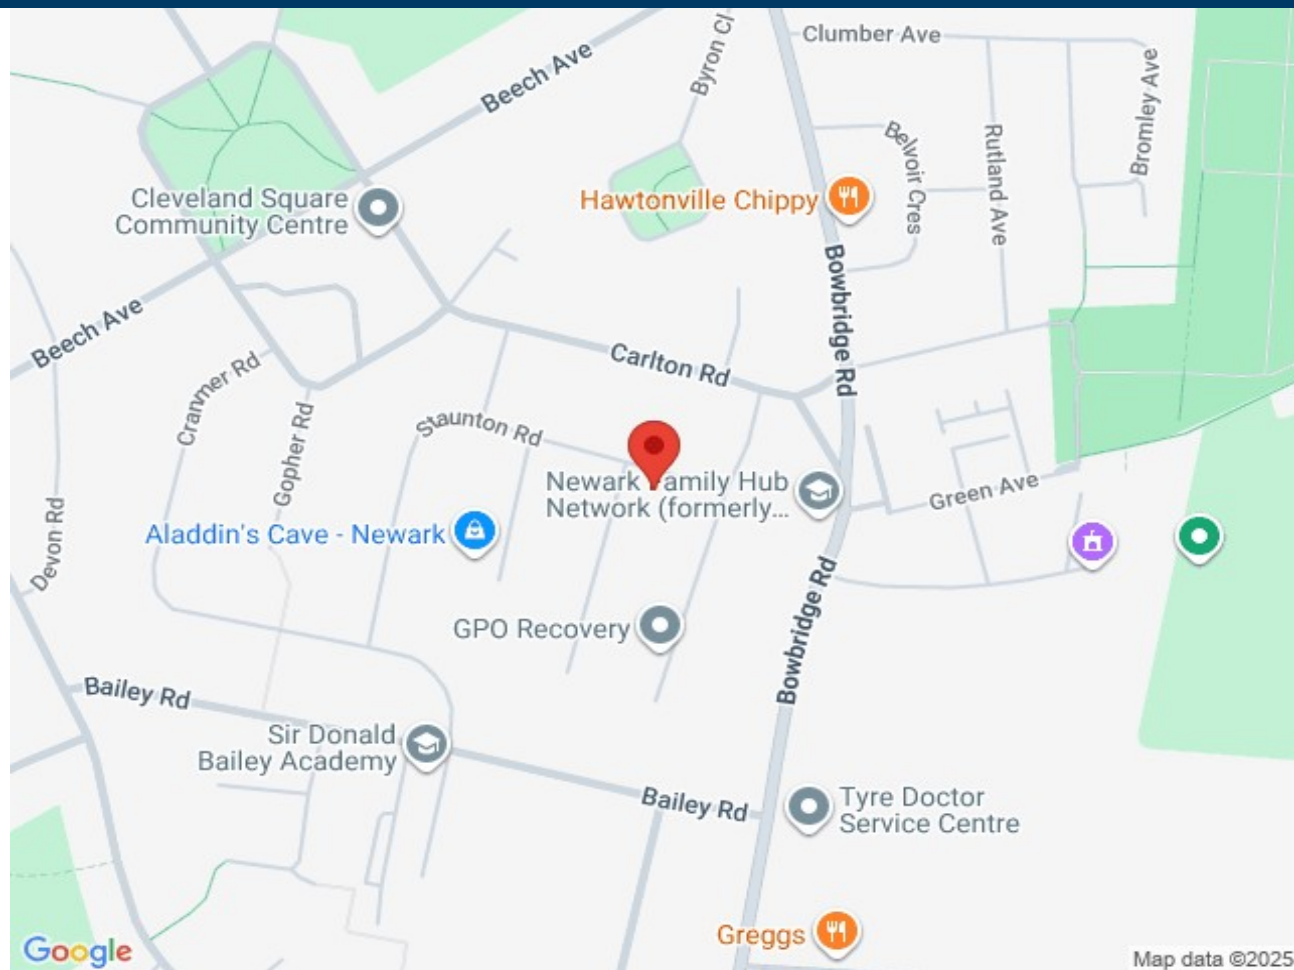 Clumber Ave
Byron Cl
Beech Ave
Bromley Ave
Belvoir Cres
Rutland Ave
Cleveland Square
Community Centre
Hawtonville Chippy
Bowbridge Rd
Beech Ave
Carlton Rd
Cranmer Rd
Gopher Rd
Staunton Rd
Newark Family Hub
Network (formerly...
Green Ave
Devon Rd
Aladdin's Cave - Newark
GPO Recovery
Bowbridge Rd
Bailey Rd
Sir Donald
Bailey Academy
Bailey Rd
Tyre Doctor
Service Centre
Greggs
Google
Map data ©2025